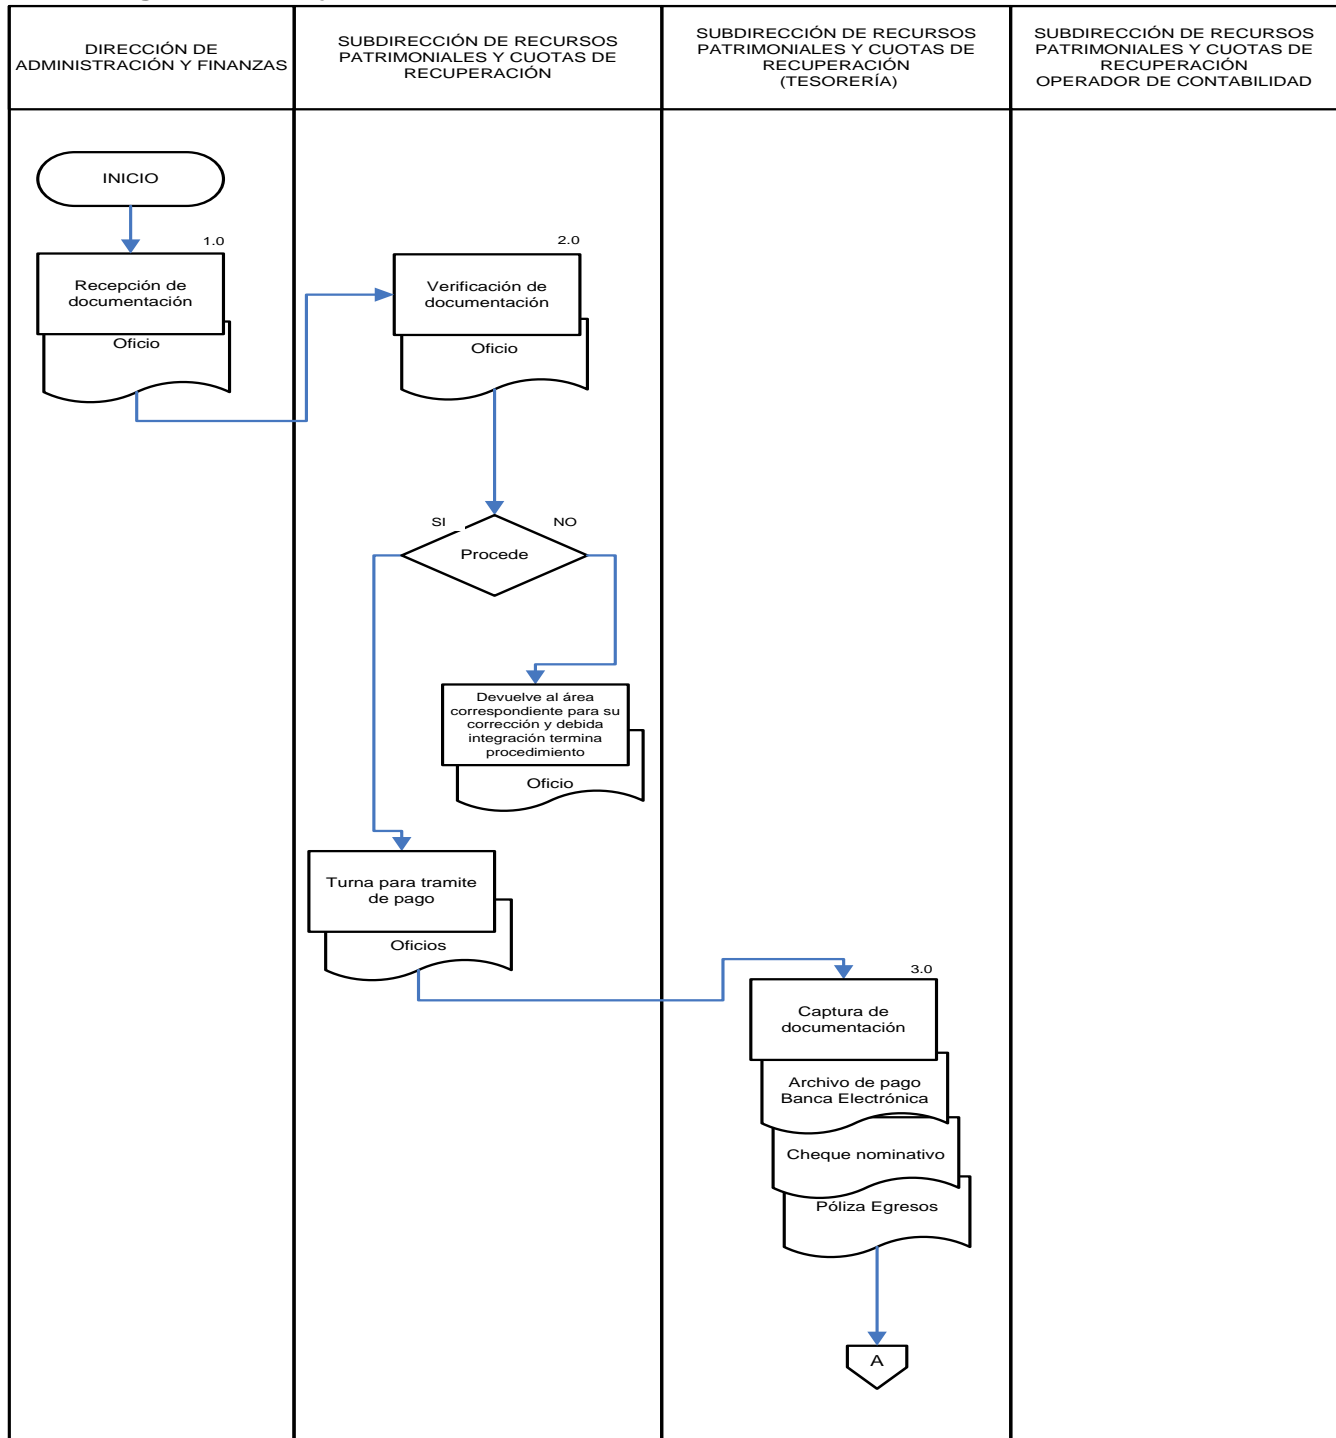 DIRECCIÓN DE
ADMINISTRACIÓN Y FINANZAS
SUBDIRECCIÓN DE RECURSOS
PATRIMONIALES Y CUOTAS DE
RECUPERACIÓN
SUBDIRECCIÓN DE RECURSOS
PATRIMONIALES Y CUOTAS DE
RECUPERACIÓN
(TESORERÍA)
SUBDIRECCIÓN DE RECURSOS
PATRIMONIALES Y CUOTAS DE
RECUPERACIÓN
OPERADOR DE CONTABILIDAD
INICIO
1.0
Recepción de
documentación
Oficio
2.0
Verificación de
documentación
Oficio
SI
NO
Procede
Devuelve al área
correspondiente para su
corrección y debida
integración termina
procedimiento
Oficio
Turna para tramite
de pago
Oficios
3.0
Captura de
documentación
Archivo de pago
Banca Electrónica
Cheque nominativo
Póliza Egresos
A